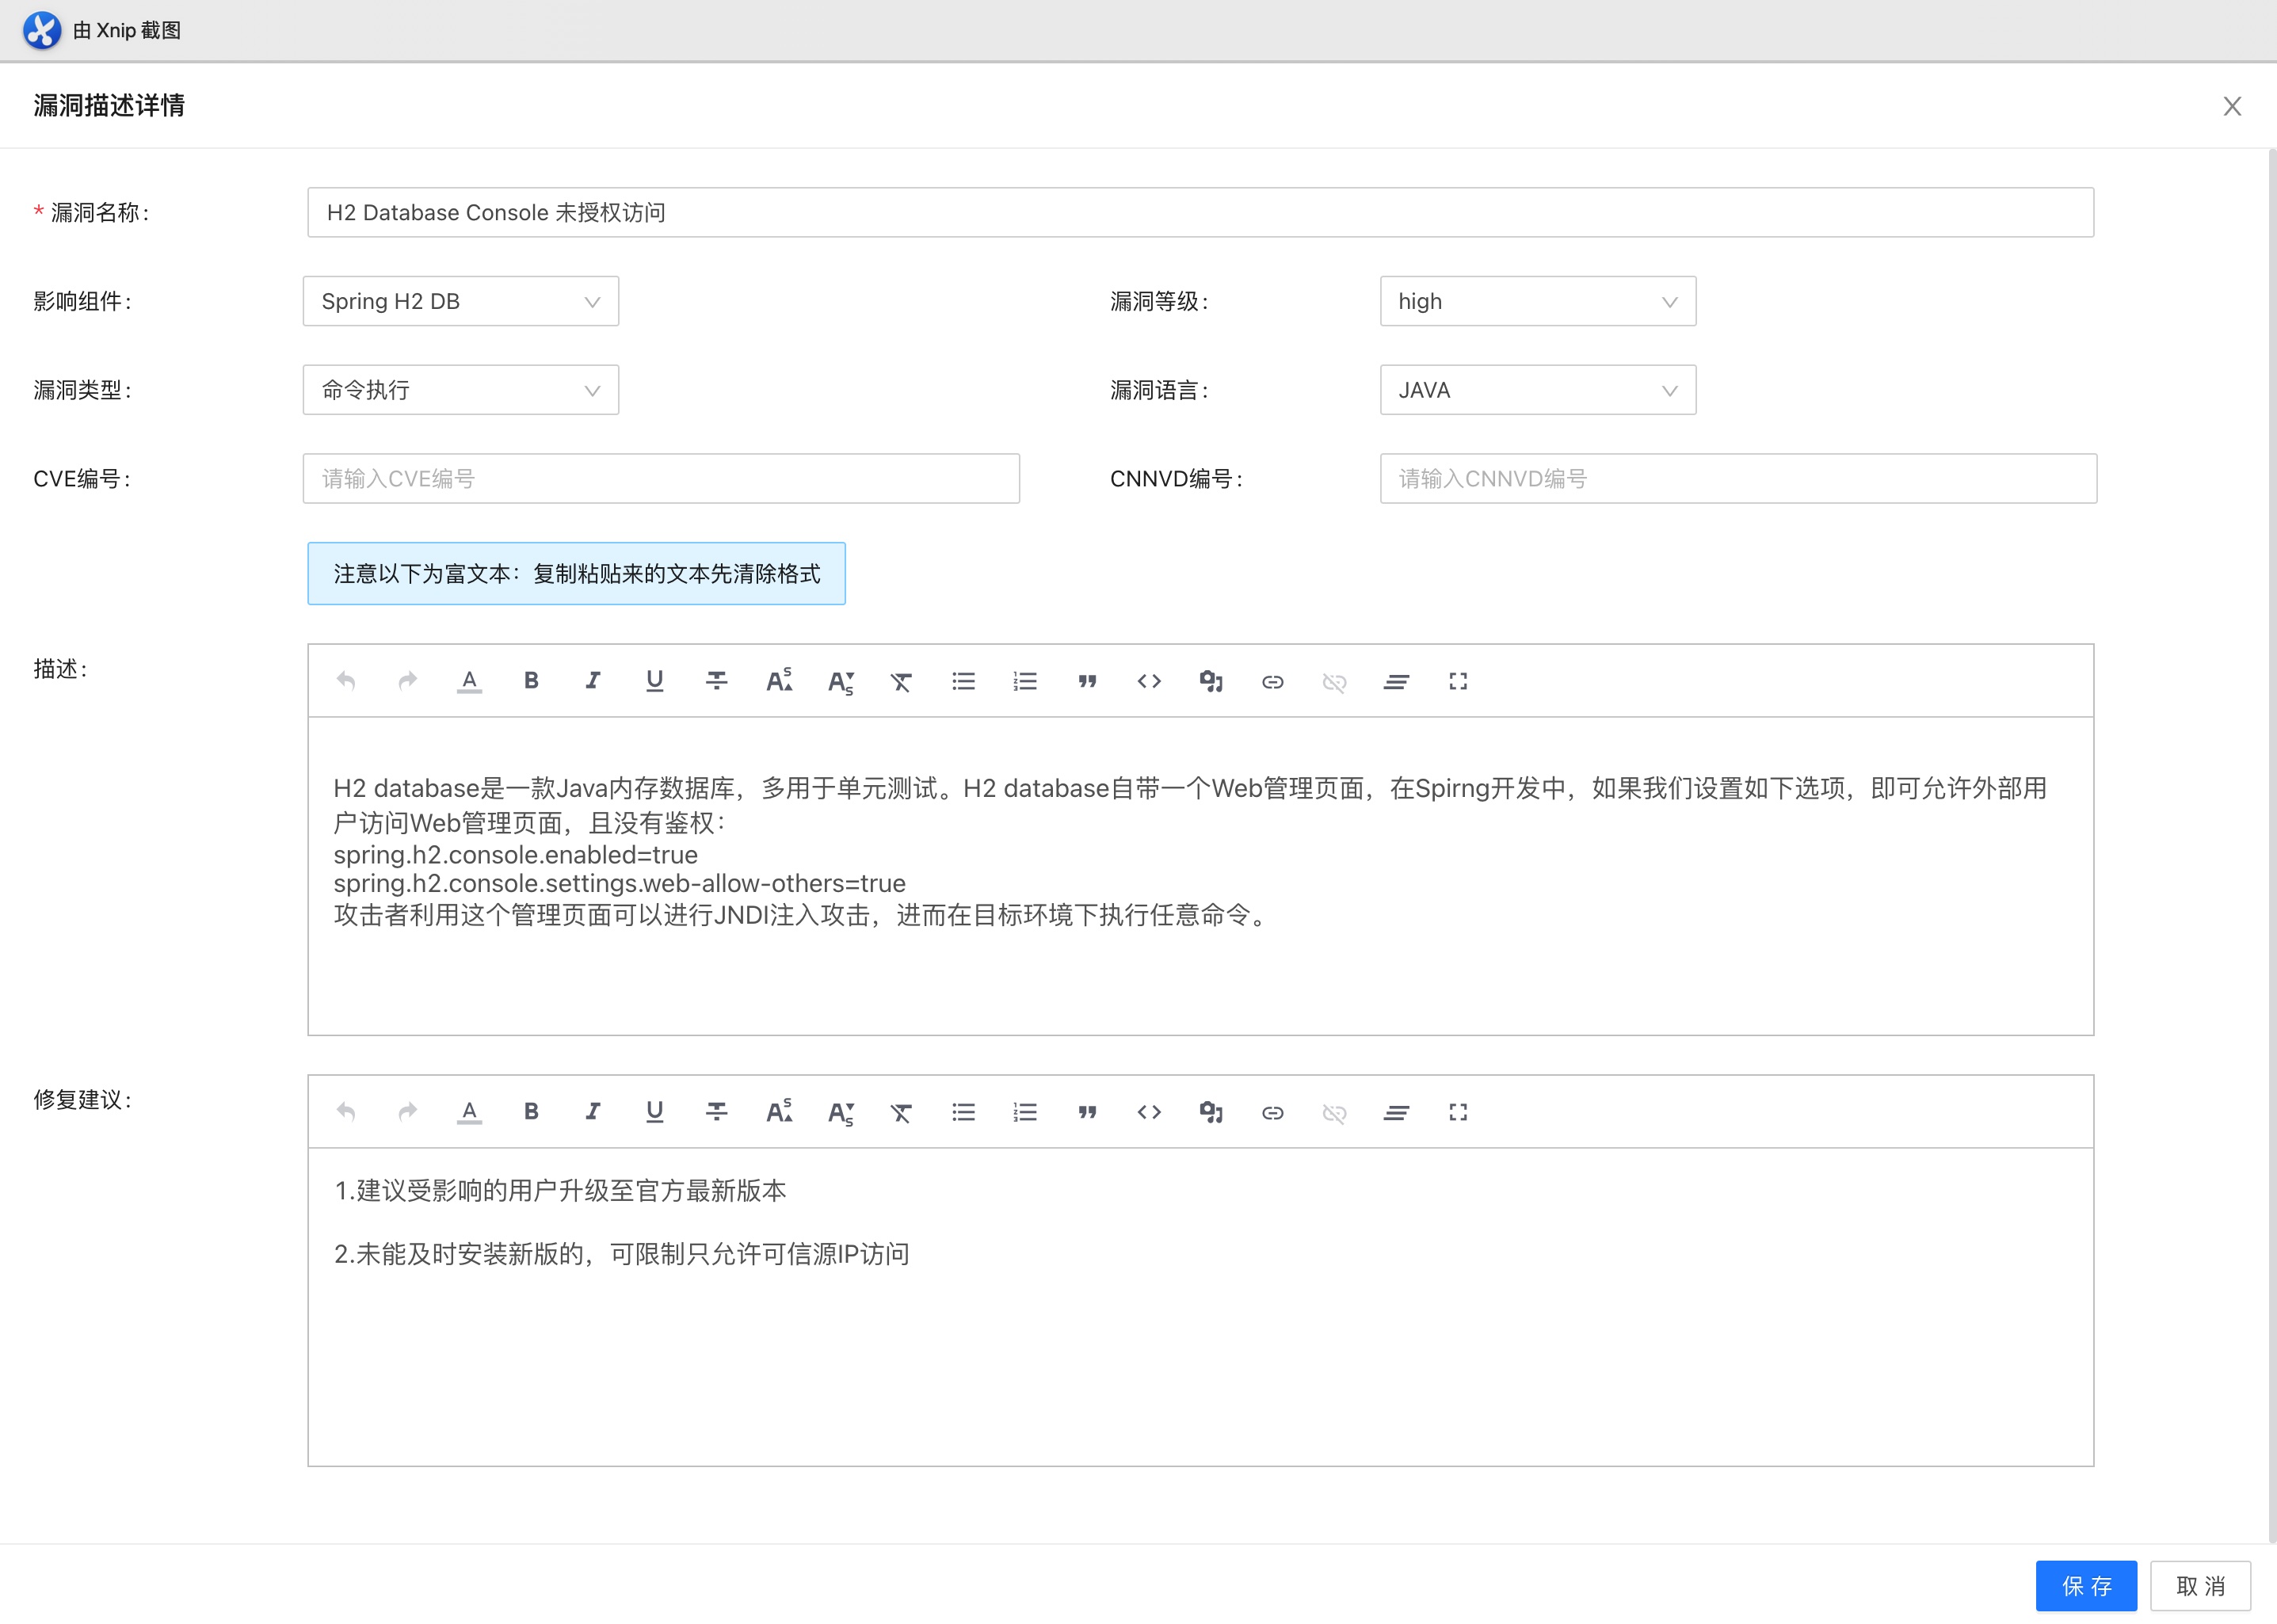 由 Xnip 截图
漏洞描述详情
* 漏洞名称:
H2 Database Console 未授权访问
影响组件:
Spring H2 DB
漏洞等级:
high
漏洞类型:
命令执行
漏洞语言:
JAVA
CVE编号:
请输入CVE编号
CNNVD编号:
请输入CNNVD编号
注意以下为富文本：复制粘贴来的文本先清除格式
描述:
H2 database是一款Java内存数据库，多用于单元测试。H2 database自带一个Web管理页面，在Spirng开发中，如果我们设置如下选项，即可允许外部用
户访问Web管理页面，且没有鉴权：
spring.h2.console.enabled=true
spring.h2.console.settings.web-allow-others=true
攻击者利用这个管理页面可以进行JNDI注入攻击，进而在目标环境下执行任意命令。
修复建议:
1.建议受影响的用户升级至官方最新版本
2.未能及时安装新版的，可限制只允许可信源IP访问
保 存
取 消